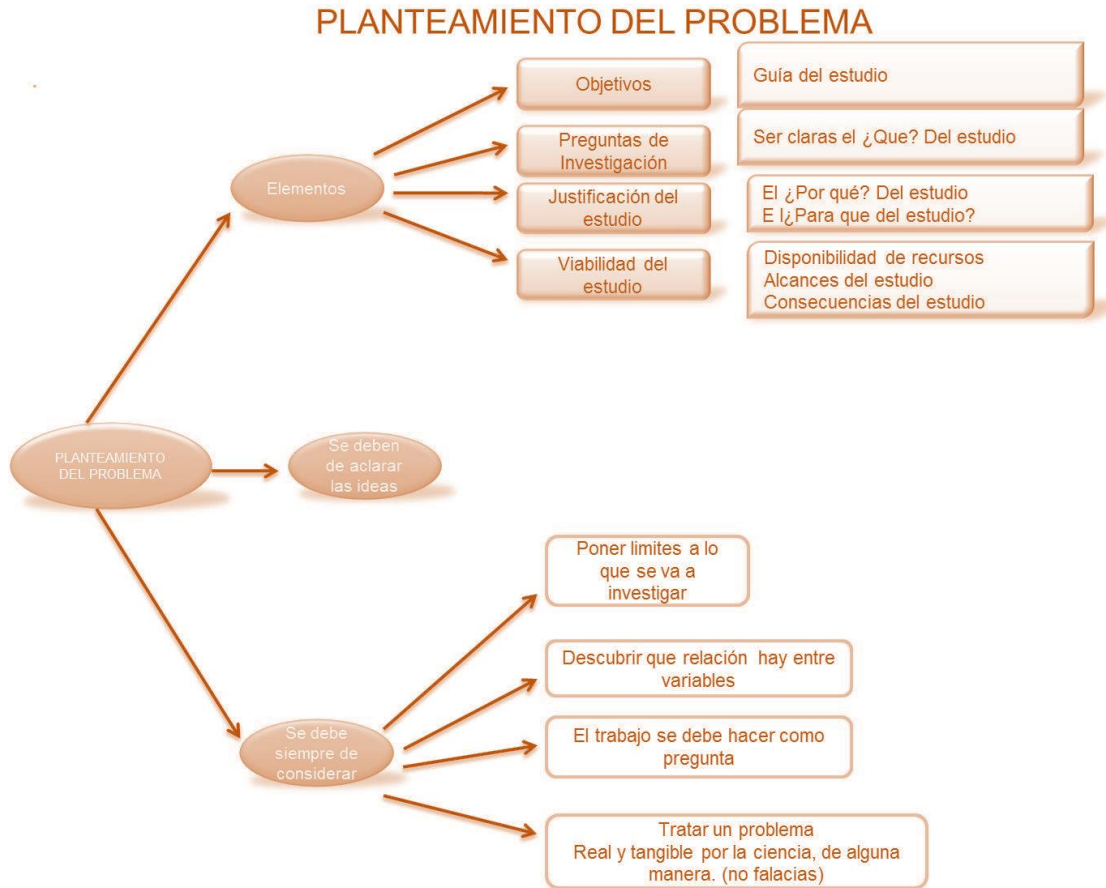 PLANTEAMIENTO DEL PROBLEMA
Elementos
Objetivos
Guía del estudio
Preguntas de
Investigación
Ser claras el ¿Que? Del estudio
Justificación del
estudio
El ¿Por qué? Del estudio
E l¿Para que del estudio?
Viabilidad del
estudio
Disponibilidad de recursos
Alcances del estudio
Consecuencias del estudio
PLANTEAMIENTO
DEL PROBLEMA
Se deben
de aclarar
las ideas
Se debe
siempre de
considerar
Poner limites a lo
que se va a
investigar
Descubrir que relación hay entre
variables
El trabajo se debe hacer como
pregunta
Tratar un problema
Real y tangible por la ciencia, de alguna
manera. (no falacias)